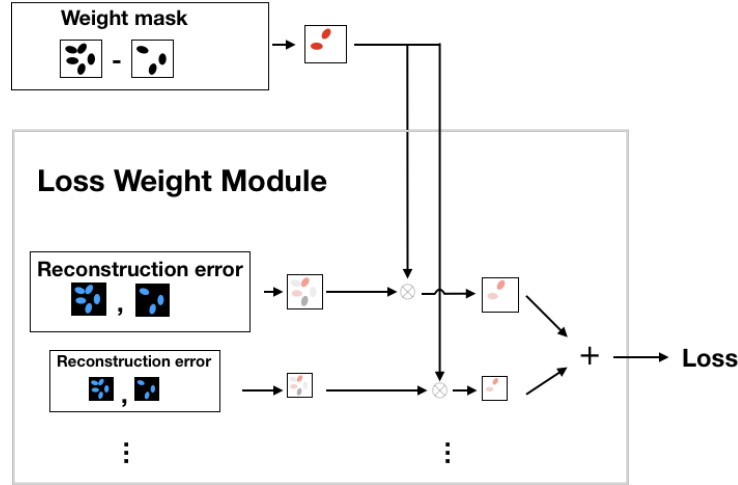 Weight mask
-
Loss Weight Module
Reconstruction error
,
Reconstruction error
,
+
Loss
⋮ ⋮